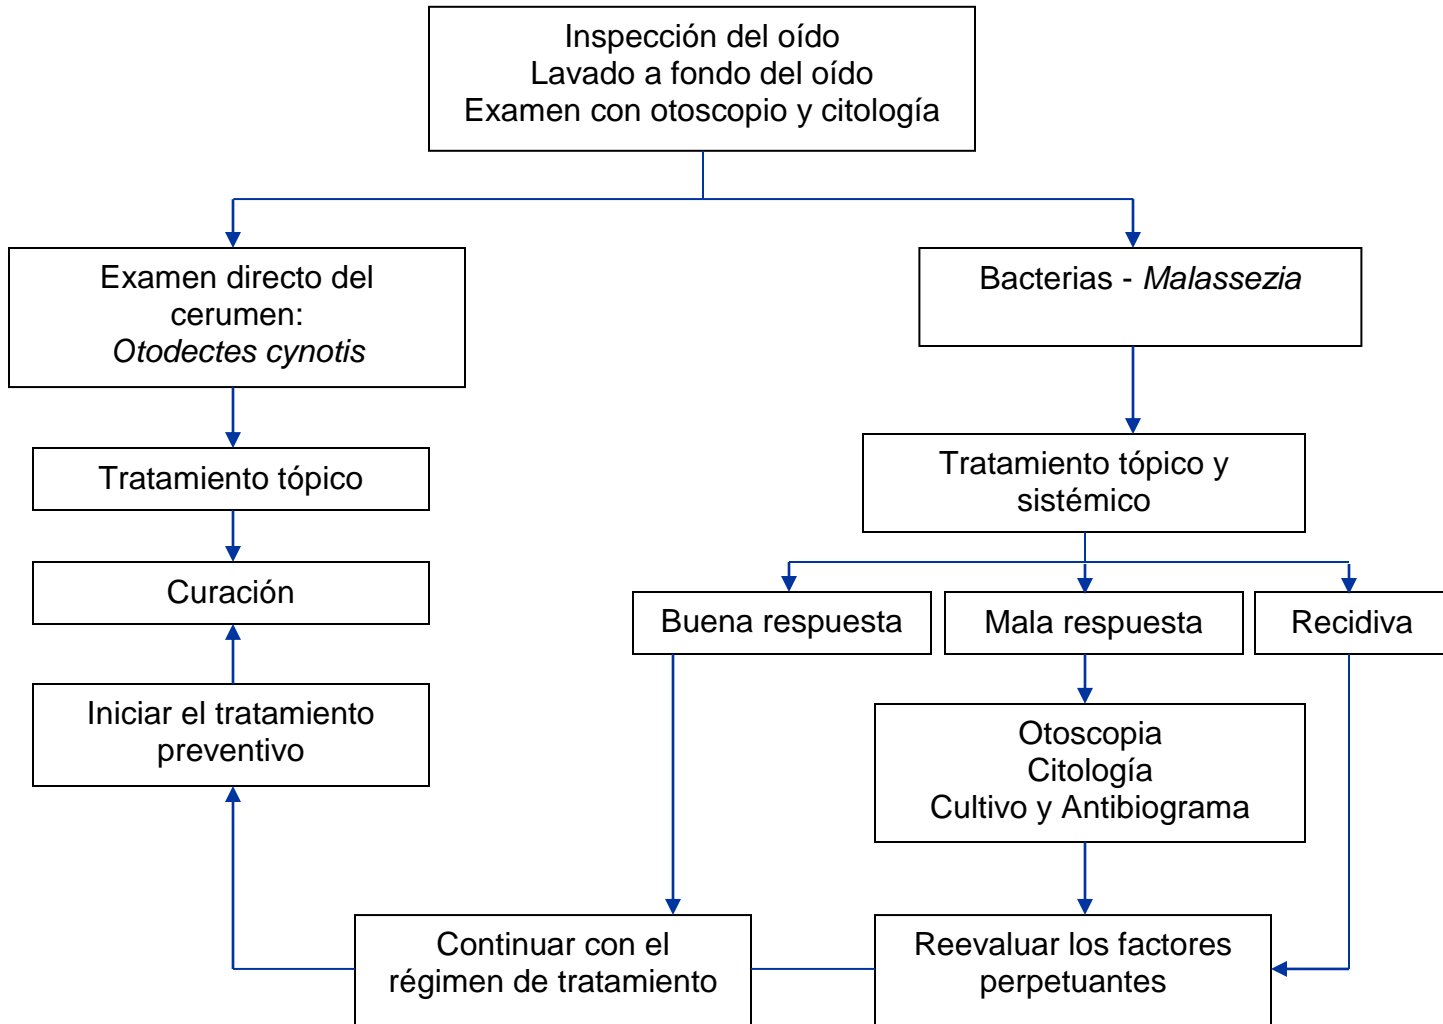 Inspección del oído
Lavado a fondo del oído
Examen con otoscopio y citología
Examen directo del
cerumen:
Otodectes cynotis
Bacterias - Malassezia
Tratamiento tópico
Tratamiento tópico y
sistémico
Curación
Buena respuesta
Mala respuesta
Recidiva
Iniciar el tratamiento
preventivo
Otoscopia
Citología
Cultivo y Antibiograma
Continuar con el
régimen de tratamiento
Reevaluar los factores
perpetuantes